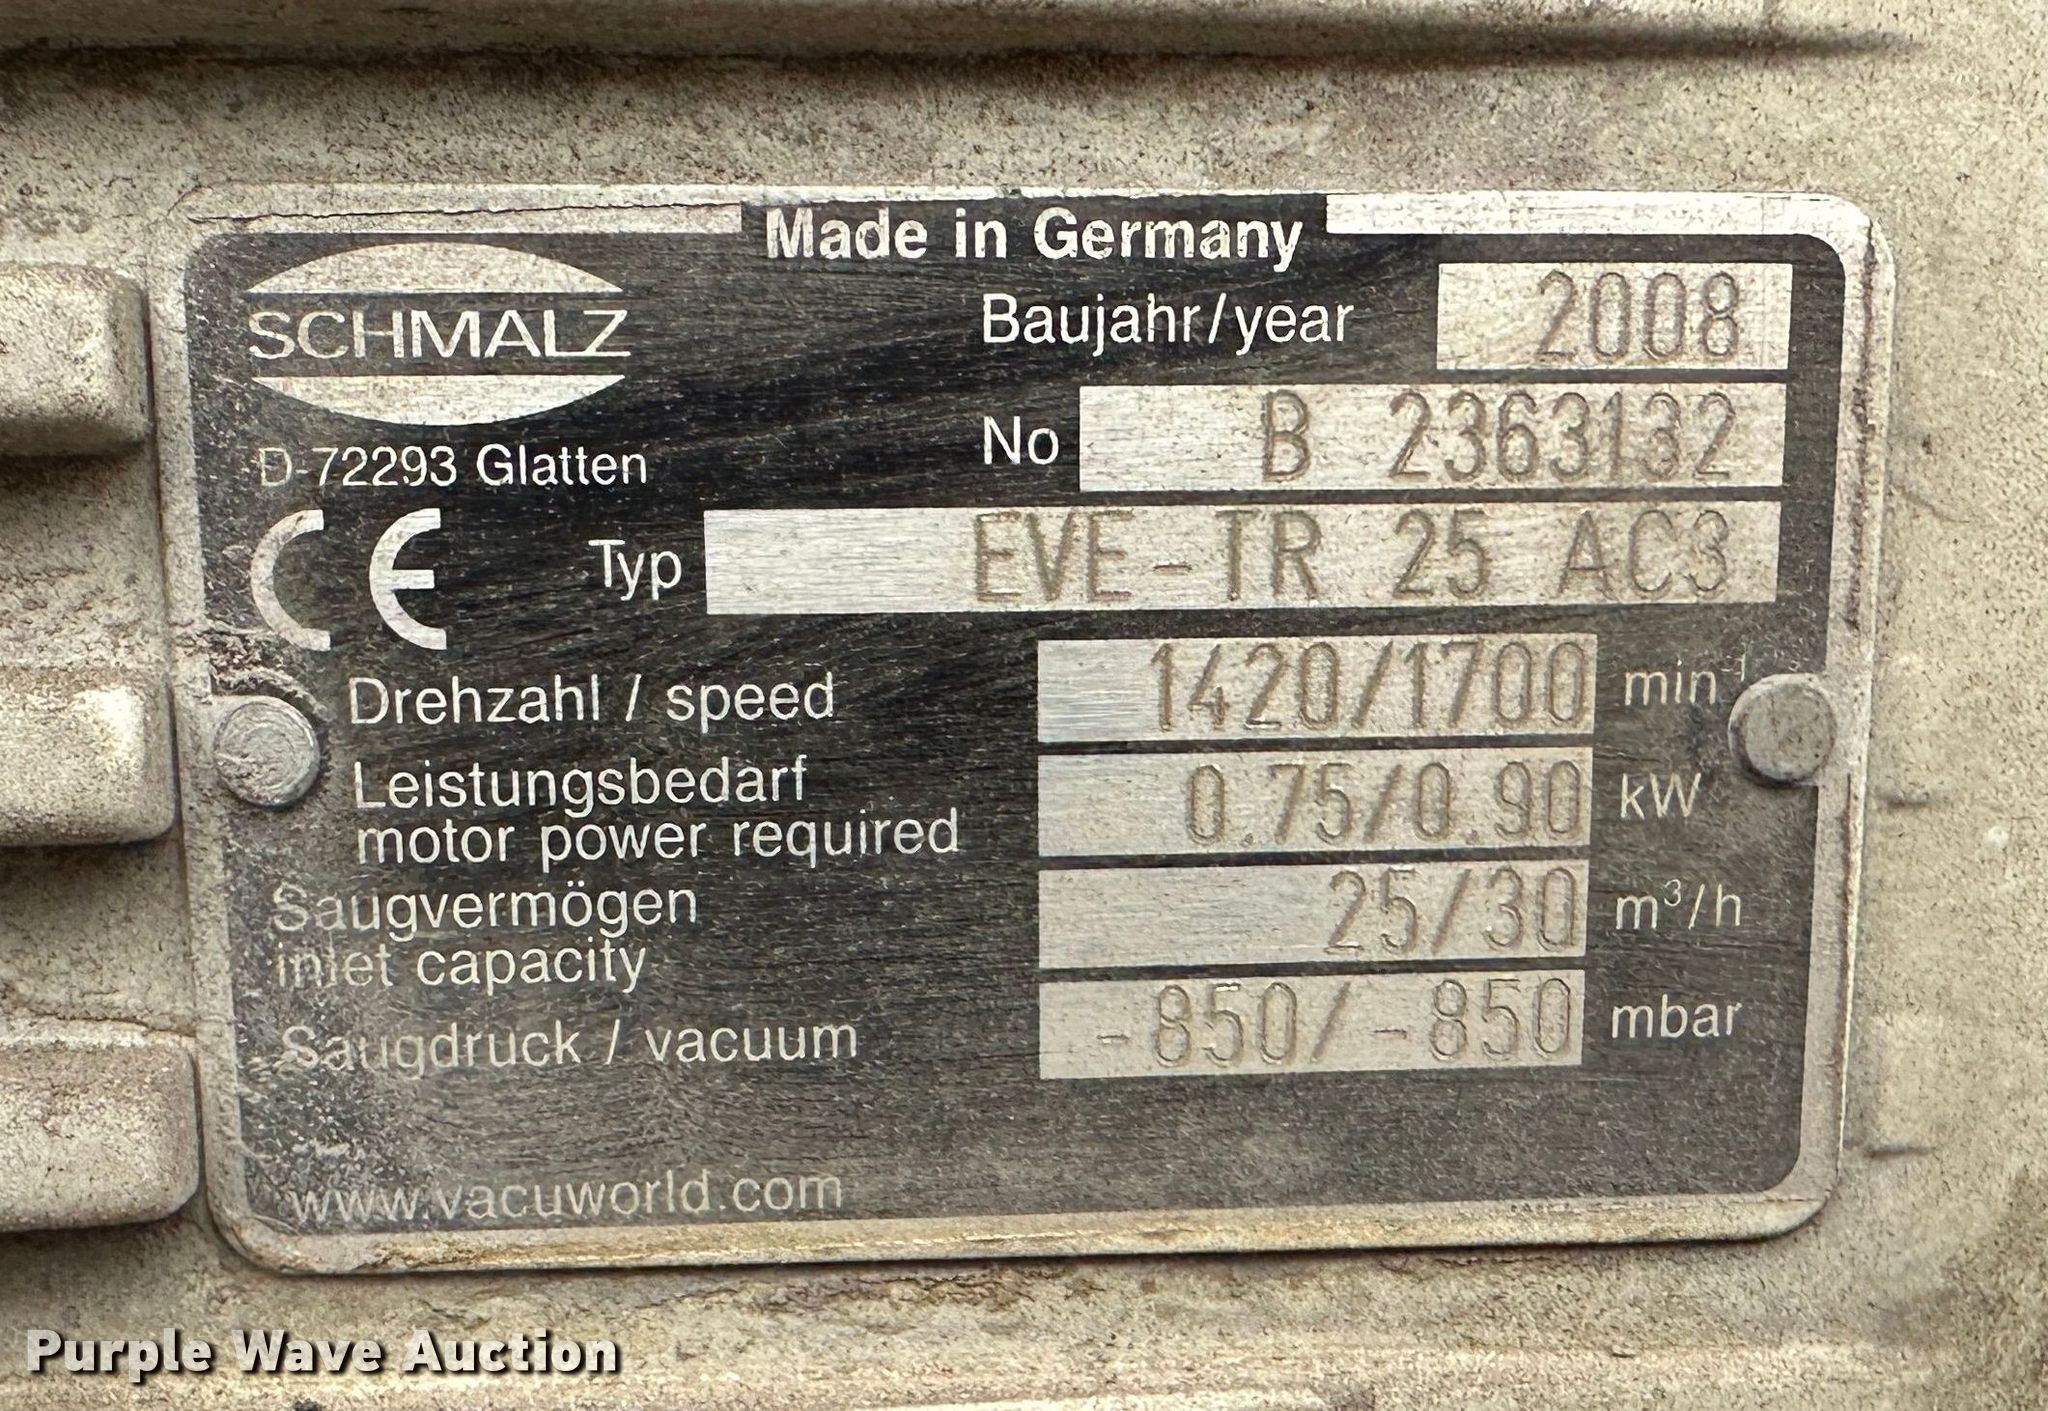 Made in Germany
SCHMALZ
Baujahr/year 2008
D-72293 Glatten
No B 2363132
CE Typ EVE-TR 25 AC3
Drehzahl / speed 1420/1700 min⁻¹
Leistungsbedarf
motor power required 0.75/0.90 kW
Saugvermögen
inlet capacity 25/30 m³/h
Saugdruck / vacuum -850/-850 mbar
www.vacuworld.com
Purple Wave Auction